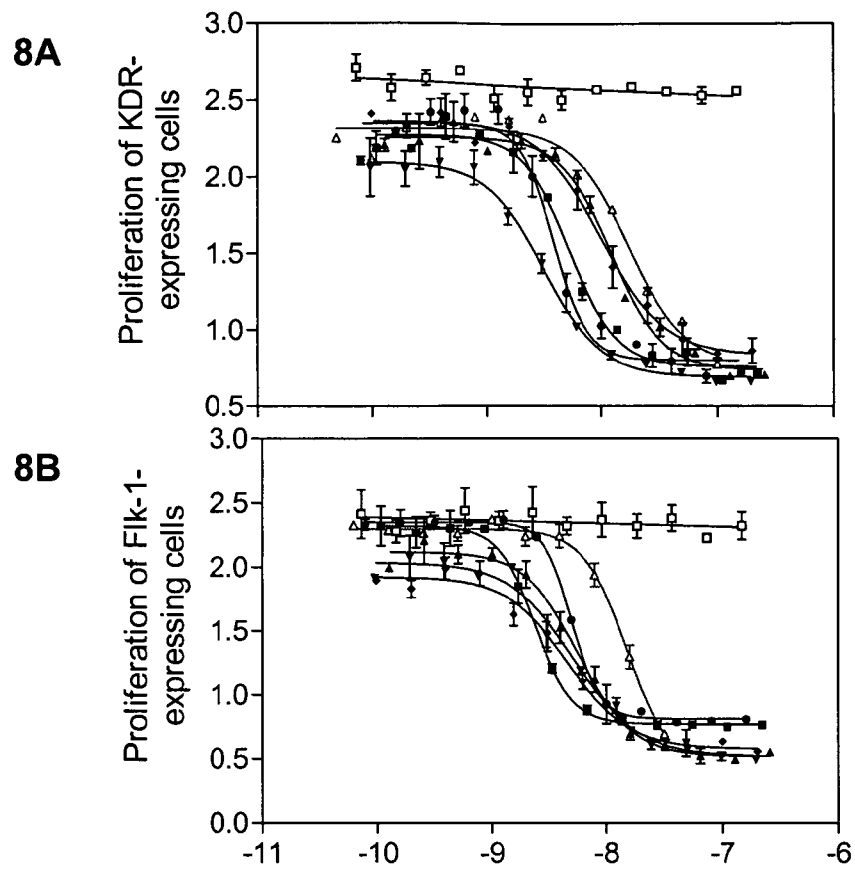 8A
Proliferation of KDR-
expressing cells
3.0
2.5
2.0
1.5
1.0
0.5
8B
Proliferation of Flk-1-
expressing cells
3.0
2.5
2.0
1.5
1.0
0.5
0.0
-11 -10 -9 -8 -7 -6